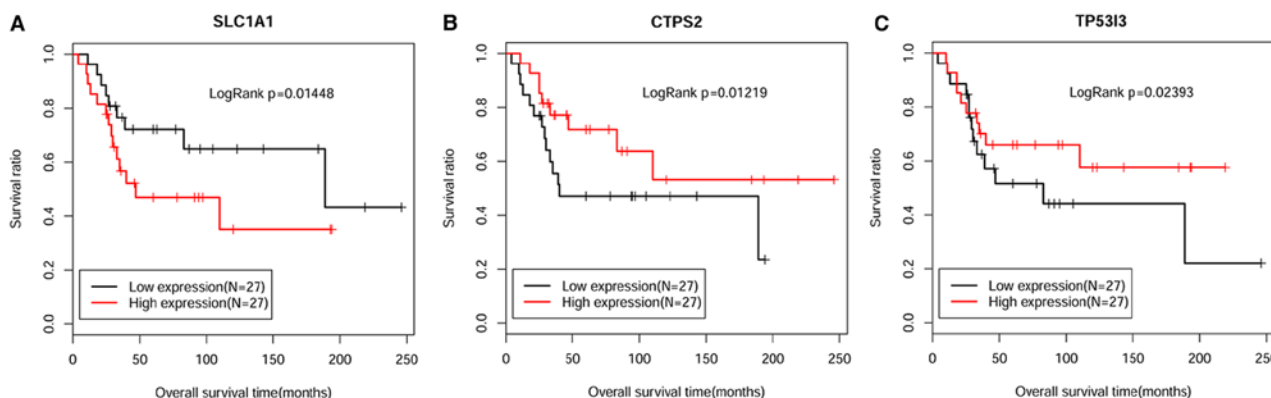 A
SLC1A1
LogRank p=0.01448
Survival ratio
1.0
0.8
0.6
0.4
0.2
0.0
Low expression(N=27)
High expression(N=27)
0 50 100 150 200 250
Overall survival time(months)
B
CTPS2
LogRank p=0.01219
Survival ratio
1.0
0.8
0.6
0.4
0.2
0.0
Low expression(N=27)
High expression(N=27)
0 50 100 150 200 250
Overall survival time(months)
C
TP53I3
LogRank p=0.02393
Survival ratio
1.0
0.8
0.6
0.4
0.2
0.0
Low expression(N=27)
High expression(N=27)
0 50 100 150 200 250
Overall survival time(months)